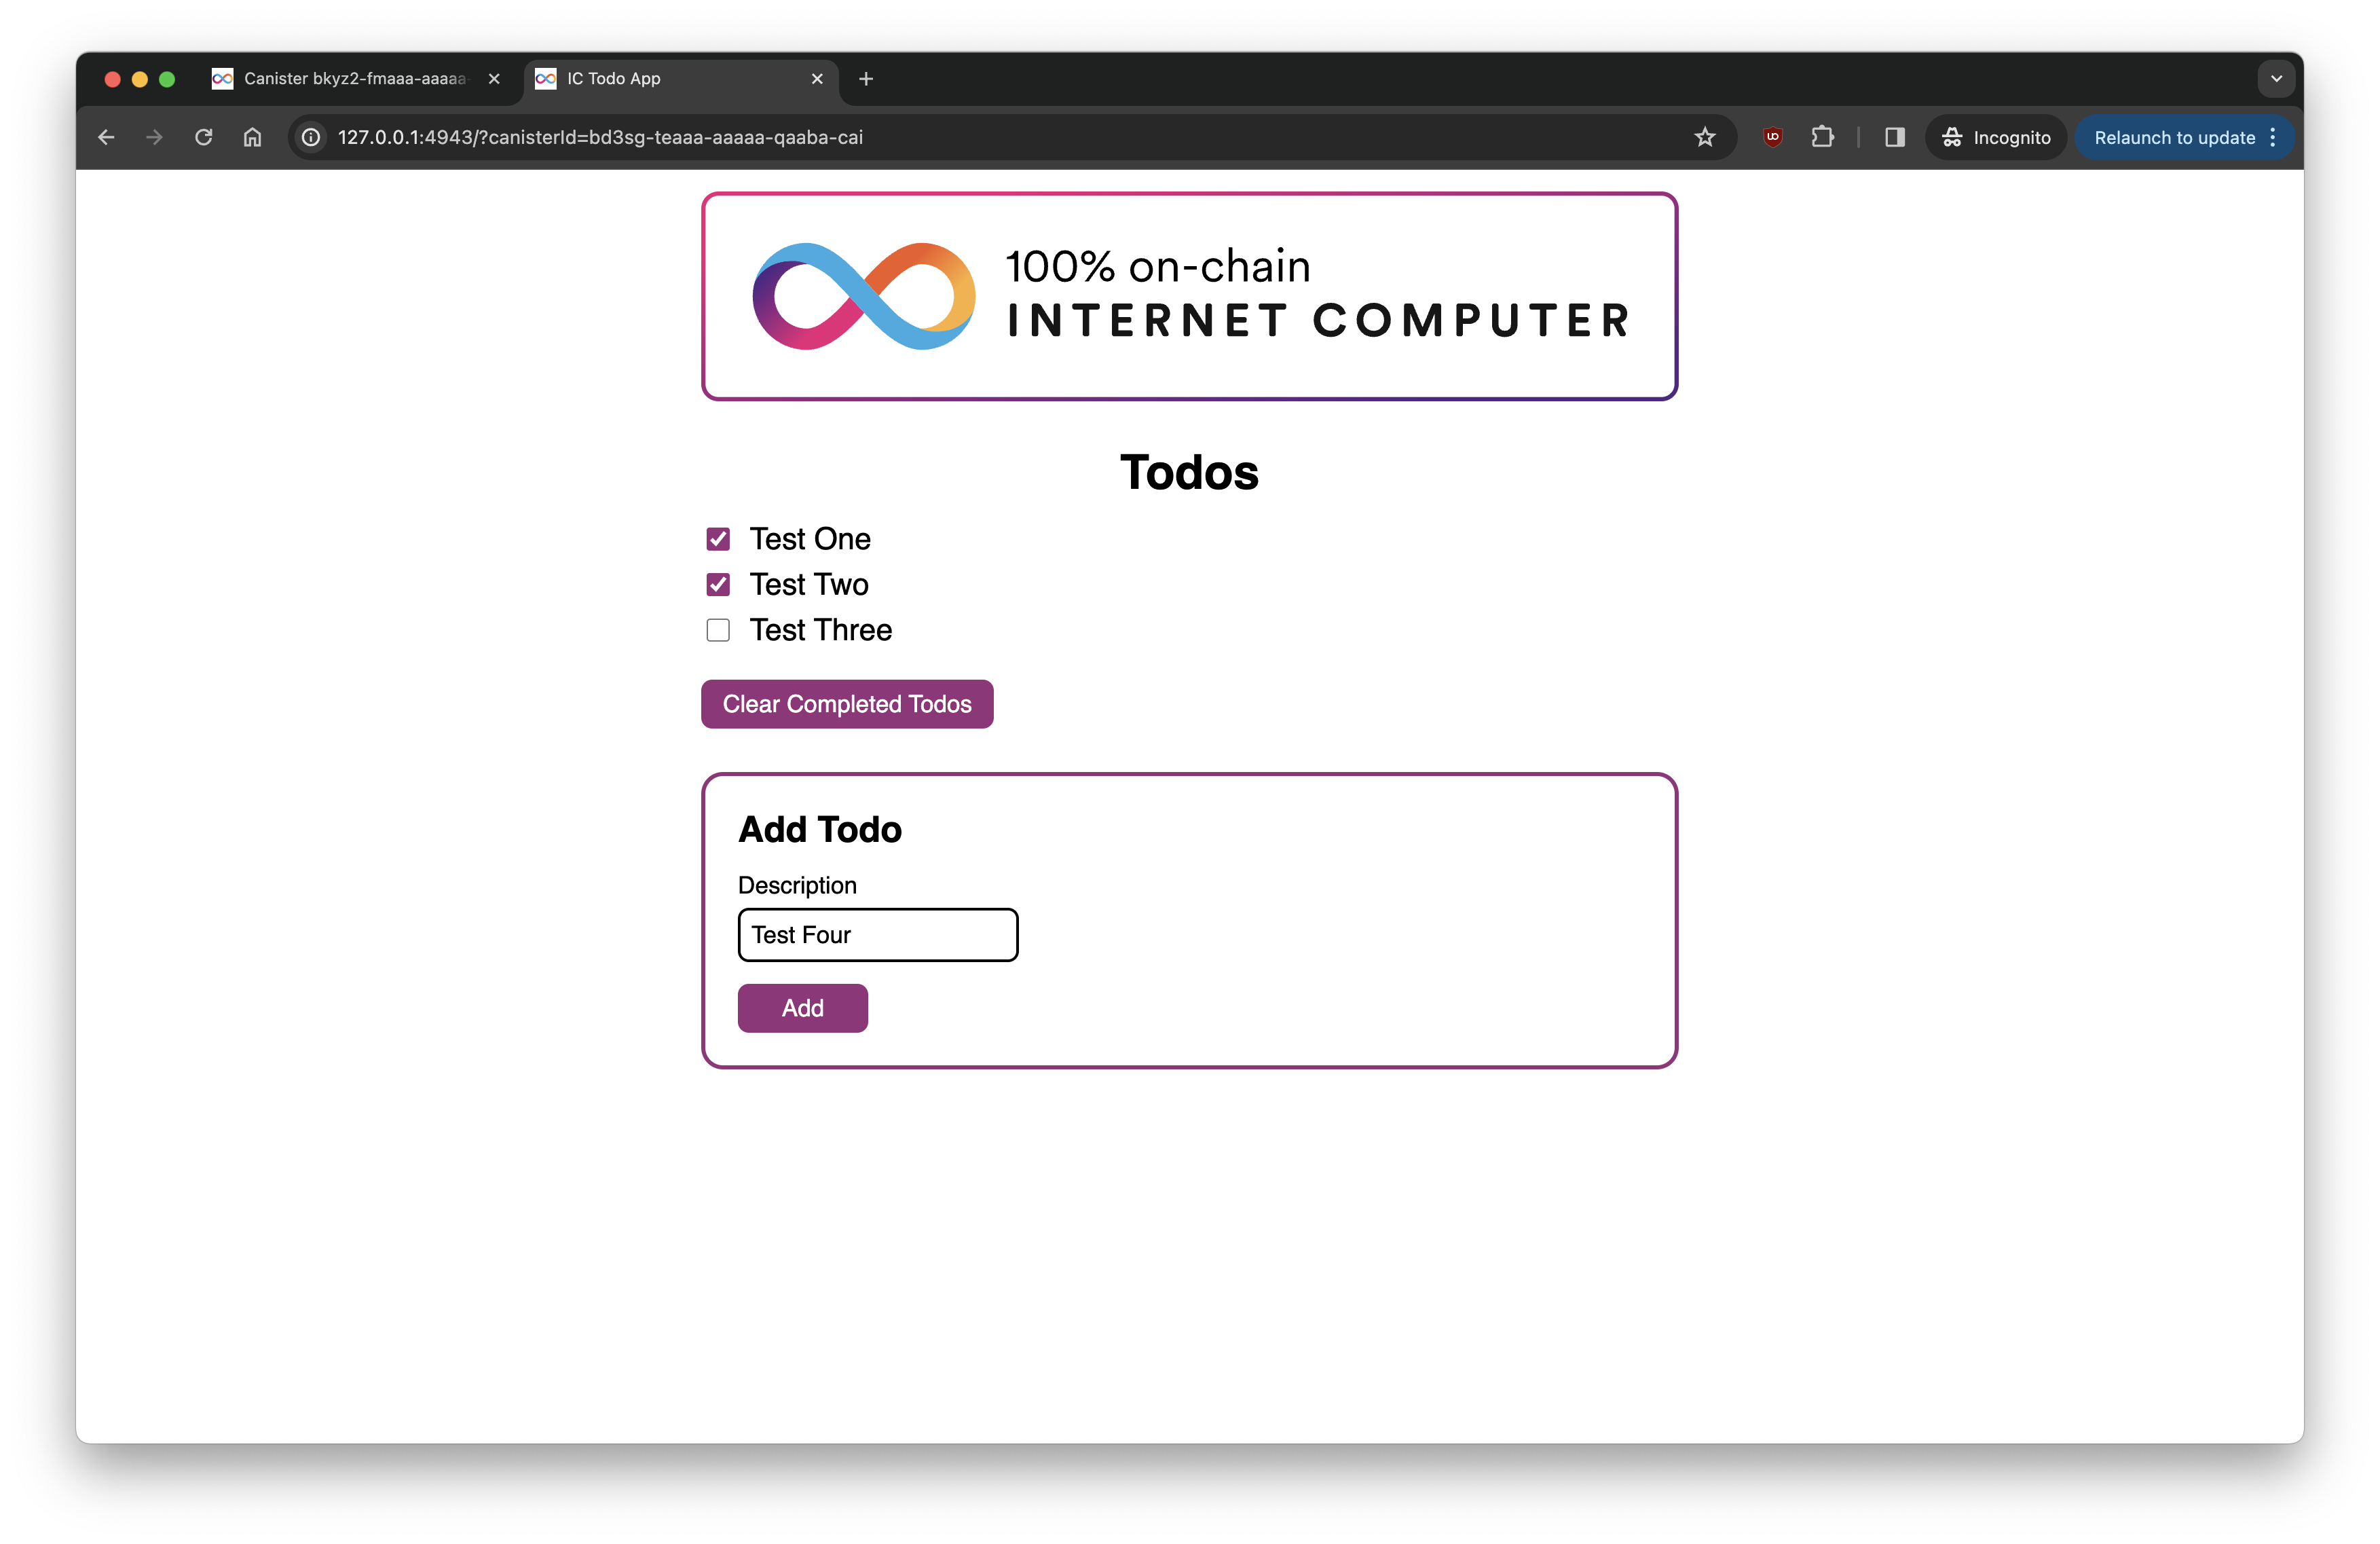 Canister bkyz2-fmaaa-aaaaa-
IC Todo App
127.0.0.1:4943/?canisterId=bd3sg-teaaa-aaaaa-qaaba-cai
Incognito
Relaunch to update
100% on-chain
INTERNET COMPUTER
Todos
Test One
Test Two
Test Three
Clear Completed Todos
Add Todo
Description
Test Four
Add